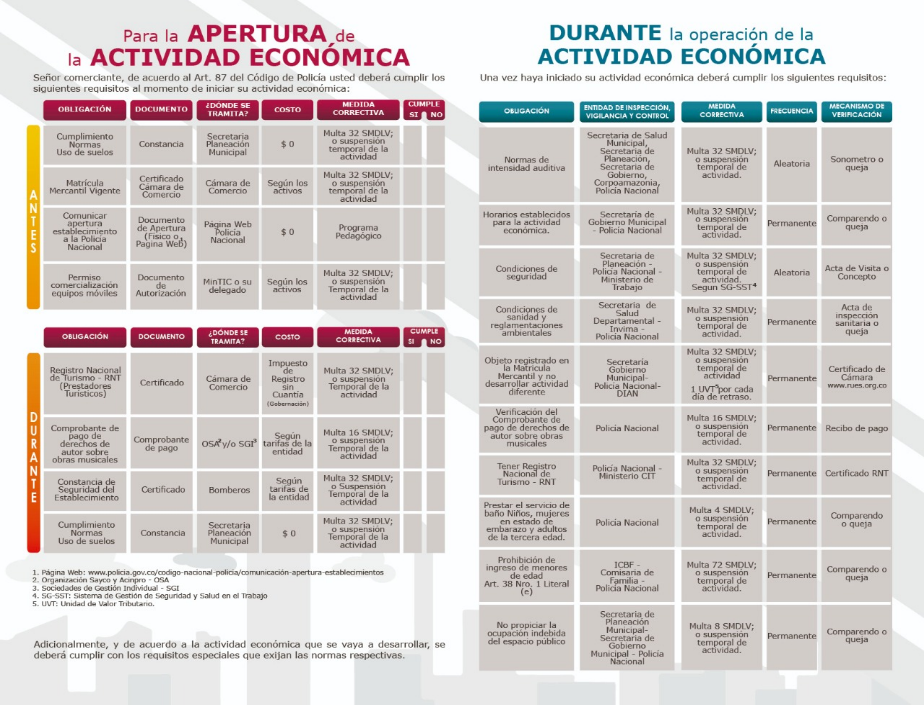 Para la APERTURA de
la ACTIVIDAD ECONÓMICA
Señor comerciante, de acuerdo al Art. 87 del Código de Policía usted deberá cumplir los
siguientes requisitos al momento de iniciar su actividad económica:
OBLIGACIÓN DOCUMENTO ¿DÓNDE SE TRAMITA? COSTO MEDIDA CORRECTIVA CUMPLE SI NO
ANTES
Cumplimiento Normas Uso de suelos Constancia Secretaria Planeación Municipal $ 0 Multa 32 SMDLV; o suspensión temporal de la actividad
Matrícula Mercantil Vigente Certificado Cámara de Comercio Cámara de Comercio Según los activos Multa 32 SMDLV; o suspensión temporal de la actividad
Comunicar apertura establecimiento a la Policia Nacional Documento de Apertura (Fisico o Pagina Web) Página Web Policia Nacional $ 0 Programa Pedagógico
Permiso comercialización equipos móviles Documento de Autorización MinTIC o su delegado Según los activos Multa 32 SMDLV; o suspensión Temporal de la actividad
OBLIGACIÓN DOCUMENTO ¿DÓNDE SE TRAMITA? COSTO MEDIDA CORRECTIVA CUMPLE SI NO
DURANTE
Registro Nacional de Turismo - RNT (Prestadores Turisticos) Certificado Cámara de Comercio Impuesto de Registro sin Cuantía (Gobernación) Multa 32 SMDLV; o suspensión Temporal de la actividad
Comprobante de pago de derechos de autor sobre obras musicales Comprobante de pago OSA² y/o SGI³ Según tarifas de la entidad Multa 16 SMDLV; o suspensión Temporal de la actividad
Constancia de Seguridad del Establecimiento Certificado Bomberos Según tarifas de la entidad Multa 32 SMDLV; o Suspensión Temporal de la actividad
Cumplimiento Normas Uso de suelos Constancia Secretaria Planeación Municipal $ 0 Multa 32 SMDLV; o suspensión Temporal de la actividad
1. Página Web: www.policia.gov.co/codigo-nacional-policia/comunicación-apertura-establecimientos
2. Organización Sayco y Acinpro - OSA
3. Sociedades de Gestión Individual - SGI
4. SG-SST: Sistema de Gestión de Seguridad y Salud en el Trabajo
5. UVT: Unidad de Valor Tributario.
Adicionalmente, y de acuerdo a la actividad económica que se vaya a desarrollar, se
deberá cumplir con los requisitos especiales que exijan las normas respectivas.
DURANTE la operación de la
ACTIVIDAD ECONÓMICA
Una vez haya iniciado su actividad económica deberá cumplir los siguientes requisitos:
OBLIGACIÓN ENTIDAD DE INSPECCIÓN, VIGILANCIA Y CONTROL MEDIDA CORRECTIVA FRECUENCIA MECANISMO DE VERIFICACIÓN
Normas de intensidad auditiva Secretaria de Salud Municipal, Secretaria de Planeación, Secretaria de Gobierno, Corpoamazonia, Policía Nacional Multa 32 SMDLV; o suspensión temporal de actividad. Aleatoria Sonometro o queja
Horarios establecidos para la actividad económica. Secretaría de Gobierno Municipal - Policía Nacional Multa 32 SMDLV; o suspensión temporal de actividad. Permanente Comparendo o queja
Condiciones de seguridad Secretaria de Planeación - Policia Nacional - Ministerio de Trabajo Multa 32 SMDLV; o suspensión temporal de actividad. Segun SG-SST⁴ Aleatoria Acta de Visita o Concepto
Condiciones de sanidad y reglamentaciones ambientales Secretaria de Salud Departamental - Invima - Policia Nacional Multa 32 SMDLV; o suspensión temporal de actividad. Permanente Acta de inspección sanitaria o queja
Objeto registrado en la Matricula Mercantil y no desarrollar actividad diferente Secretaría Gobierno Municipal- Policia Nacional- DIAN Multa 32 SMDLV; o suspensión temporal de actividad 1 UVT⁵ por cada día de retraso. Permanente Certificado de Cámara www.rues.org.co
Verificación del Comprobante de pago de derechos de autor sobre obras musicales Policia Nacional Multa 16 SMDLV; o suspensión temporal de actividad. Permanente Recibo de pago
Tener Registro Nacional de Turismo - RNT Policía Nacional - Ministerio CIT Multa 32 SMDLV; o suspensión temporal de actividad. Permanente Certificado RNT
Prestar el servicio de baño Niños, mujeres en estado de embarazo y adultos de la tercera edad. Policia Nacional Multa 4 SMDLV; o suspensión temporal de actividad. Permanente Comparendo o queja
Prohibición de ingreso de menores de edad Art. 38 Nro. 1 Literal (e) ICBF - Comisaria de Familia - Policia Nacional Multa 72 SMDLV; o suspensión temporal de actividad. Permanente Comparendo o queja
No propiciar la ocupación indebida del espacio público Secretaría de Planeación Municipal- Secretaria de Gobierno Municipal - Policia Nacional Multa 8 SMDLV; o suspensión temporal de actividad. Permanente Comparendo o queja